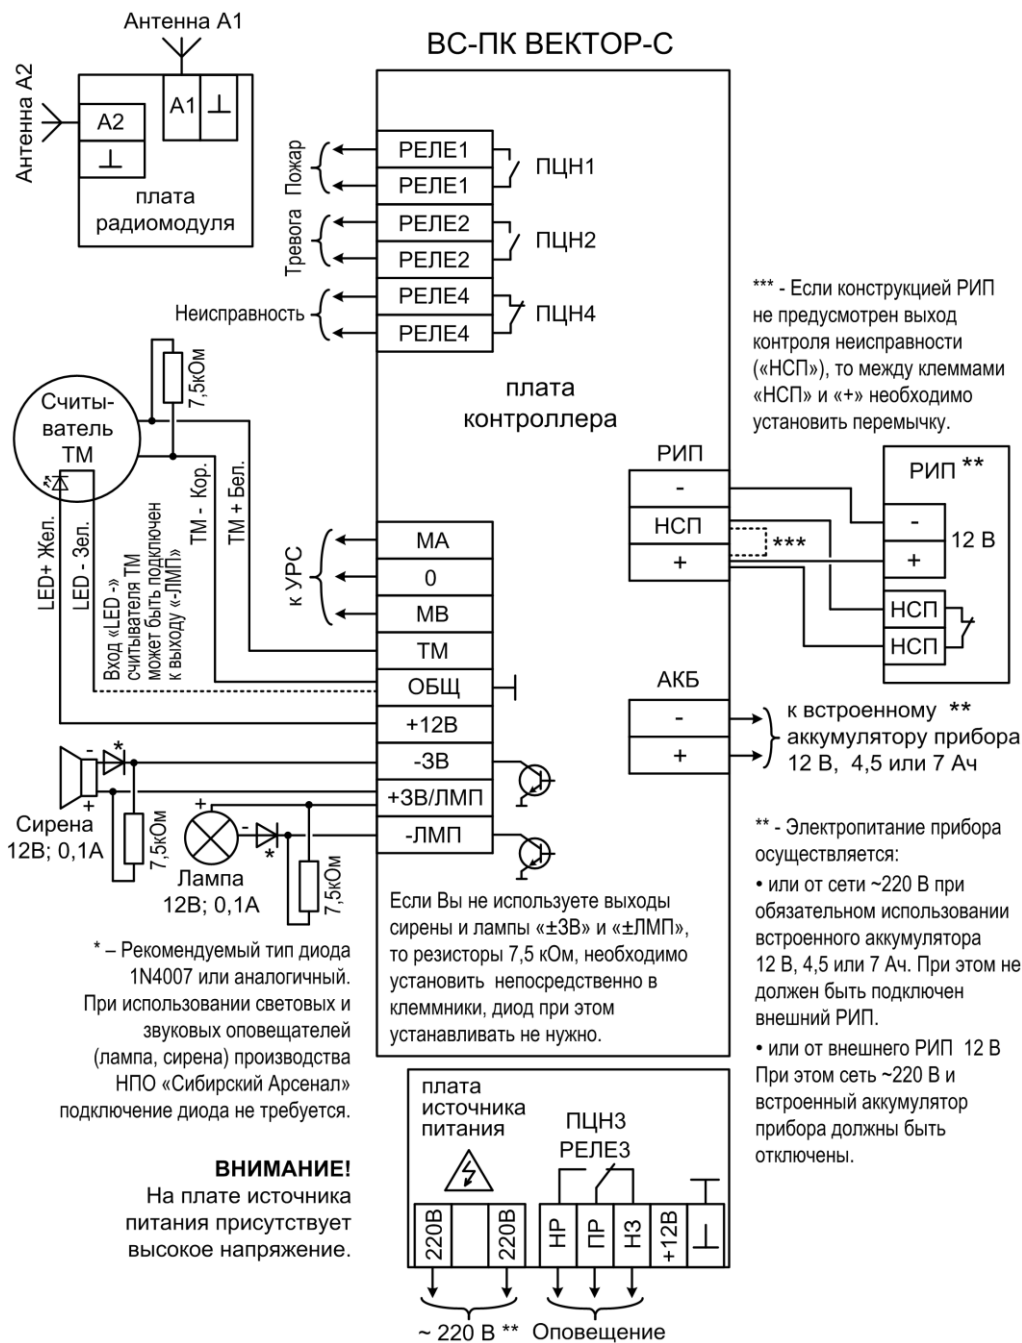 Антенна А1
ВС-ПК ВЕКТОР-С
Антенна А2
А1
⊥
А2
⊥
плата
радиомодуля
Пожар
РЕЛЕ1
РЕЛЕ1
ПЦН1
Тревога
РЕЛЕ2
РЕЛЕ2
ПЦН2
Неисправность
РЕЛЕ4
РЕЛЕ4
ПЦН4
плата
контроллера
*** - Если конструкцией РИП
не предусмотрен выход
контроля неисправности
(«НСП»), то между клеммами
«НСП» и «+» необходимо
установить перемычку.
7,5кОм
Считы-
ватель
ТМ
LED+ Жел.
LED - Зел.
Вход «LED -»
считывателя ТМ
может быть подключен
к выходу «-ЛМП»
ТМ - Кор.
ТМ + Бел.
к УРС
МА
0
МВ
ТМ
ОБЩ
+12В
-ЗВ
+ЗВ/ЛМП
-ЛМП
РИП
-
НСП
+
***
РИП **
-
+
12 В
НСП
НСП
АКБ
-
+
к встроенному **
аккумулятору прибора
12 В, 4,5 или 7 Ач
- *
+
Сирена
12В; 0,1А
7,5кОм
+
- *
Лампа
12В; 0,1А
7,5кОм
Если Вы не используете выходы
сирены и лампы «±ЗВ» и «±ЛМП»,
то резисторы 7,5 кОм, необходимо
установить непосредственно в
клеммники, диод при этом
устанавливать не нужно.
* – Рекомендуемый тип диода
1N4007 или аналогичный.
При использовании световых и
звуковых оповещателей
(лампа, сирена) производства
НПО «Сибирский Арсенал»
подключение диода не требуется.
** - Электропитание прибора
осуществляется:
• или от сети ~220 В при
обязательном использовании
встроенного аккумулятора
12 В, 4,5 или 7 Ач. При этом не
должен быть подключен
внешний РИП.
• или от внешнего РИП 12 В
При этом сеть ~220 В и
встроенный аккумулятор
прибора должны быть
отключены.
ВНИМАНИЕ!
На плате источника
питания присутствует
высокое напряжение.
плата
источника
питания
ПЦН3
РЕЛЕ3
220В
220В
НР
ПР
НЗ
+12В
⊥
~ 220 В **
Оповещение